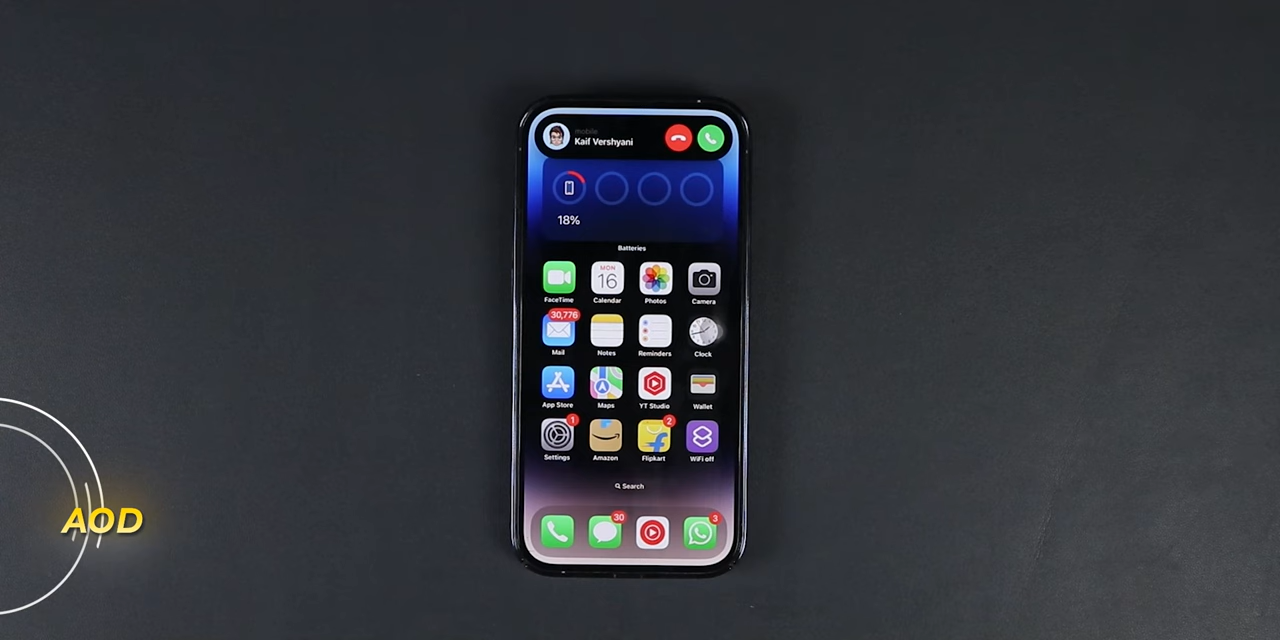 mobile
Kaif Vershyani
18%
Batteries
MON
16
FaceTime
Calendar
Photos
Camera
30,776
Mail
Notes
Reminders
Clock
App Store
Maps
YT Studio
Wallet
1
2
Settings
Amazon
Flipkart
WiFi off
Search
30
3
AOD